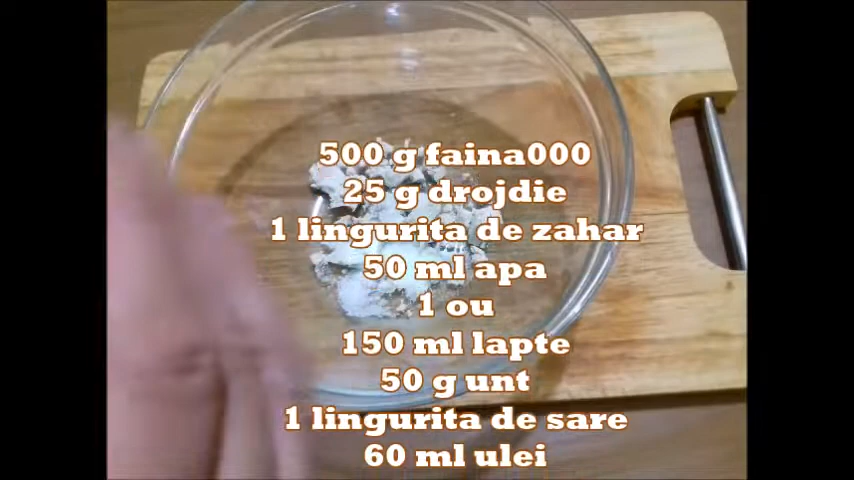 500 g faina000
25 g drojdie
1 lingurita de zahar
50 ml apa
1 ou
150 ml lapte
50 g unt
1 lingurita de sare
60 ml ulei